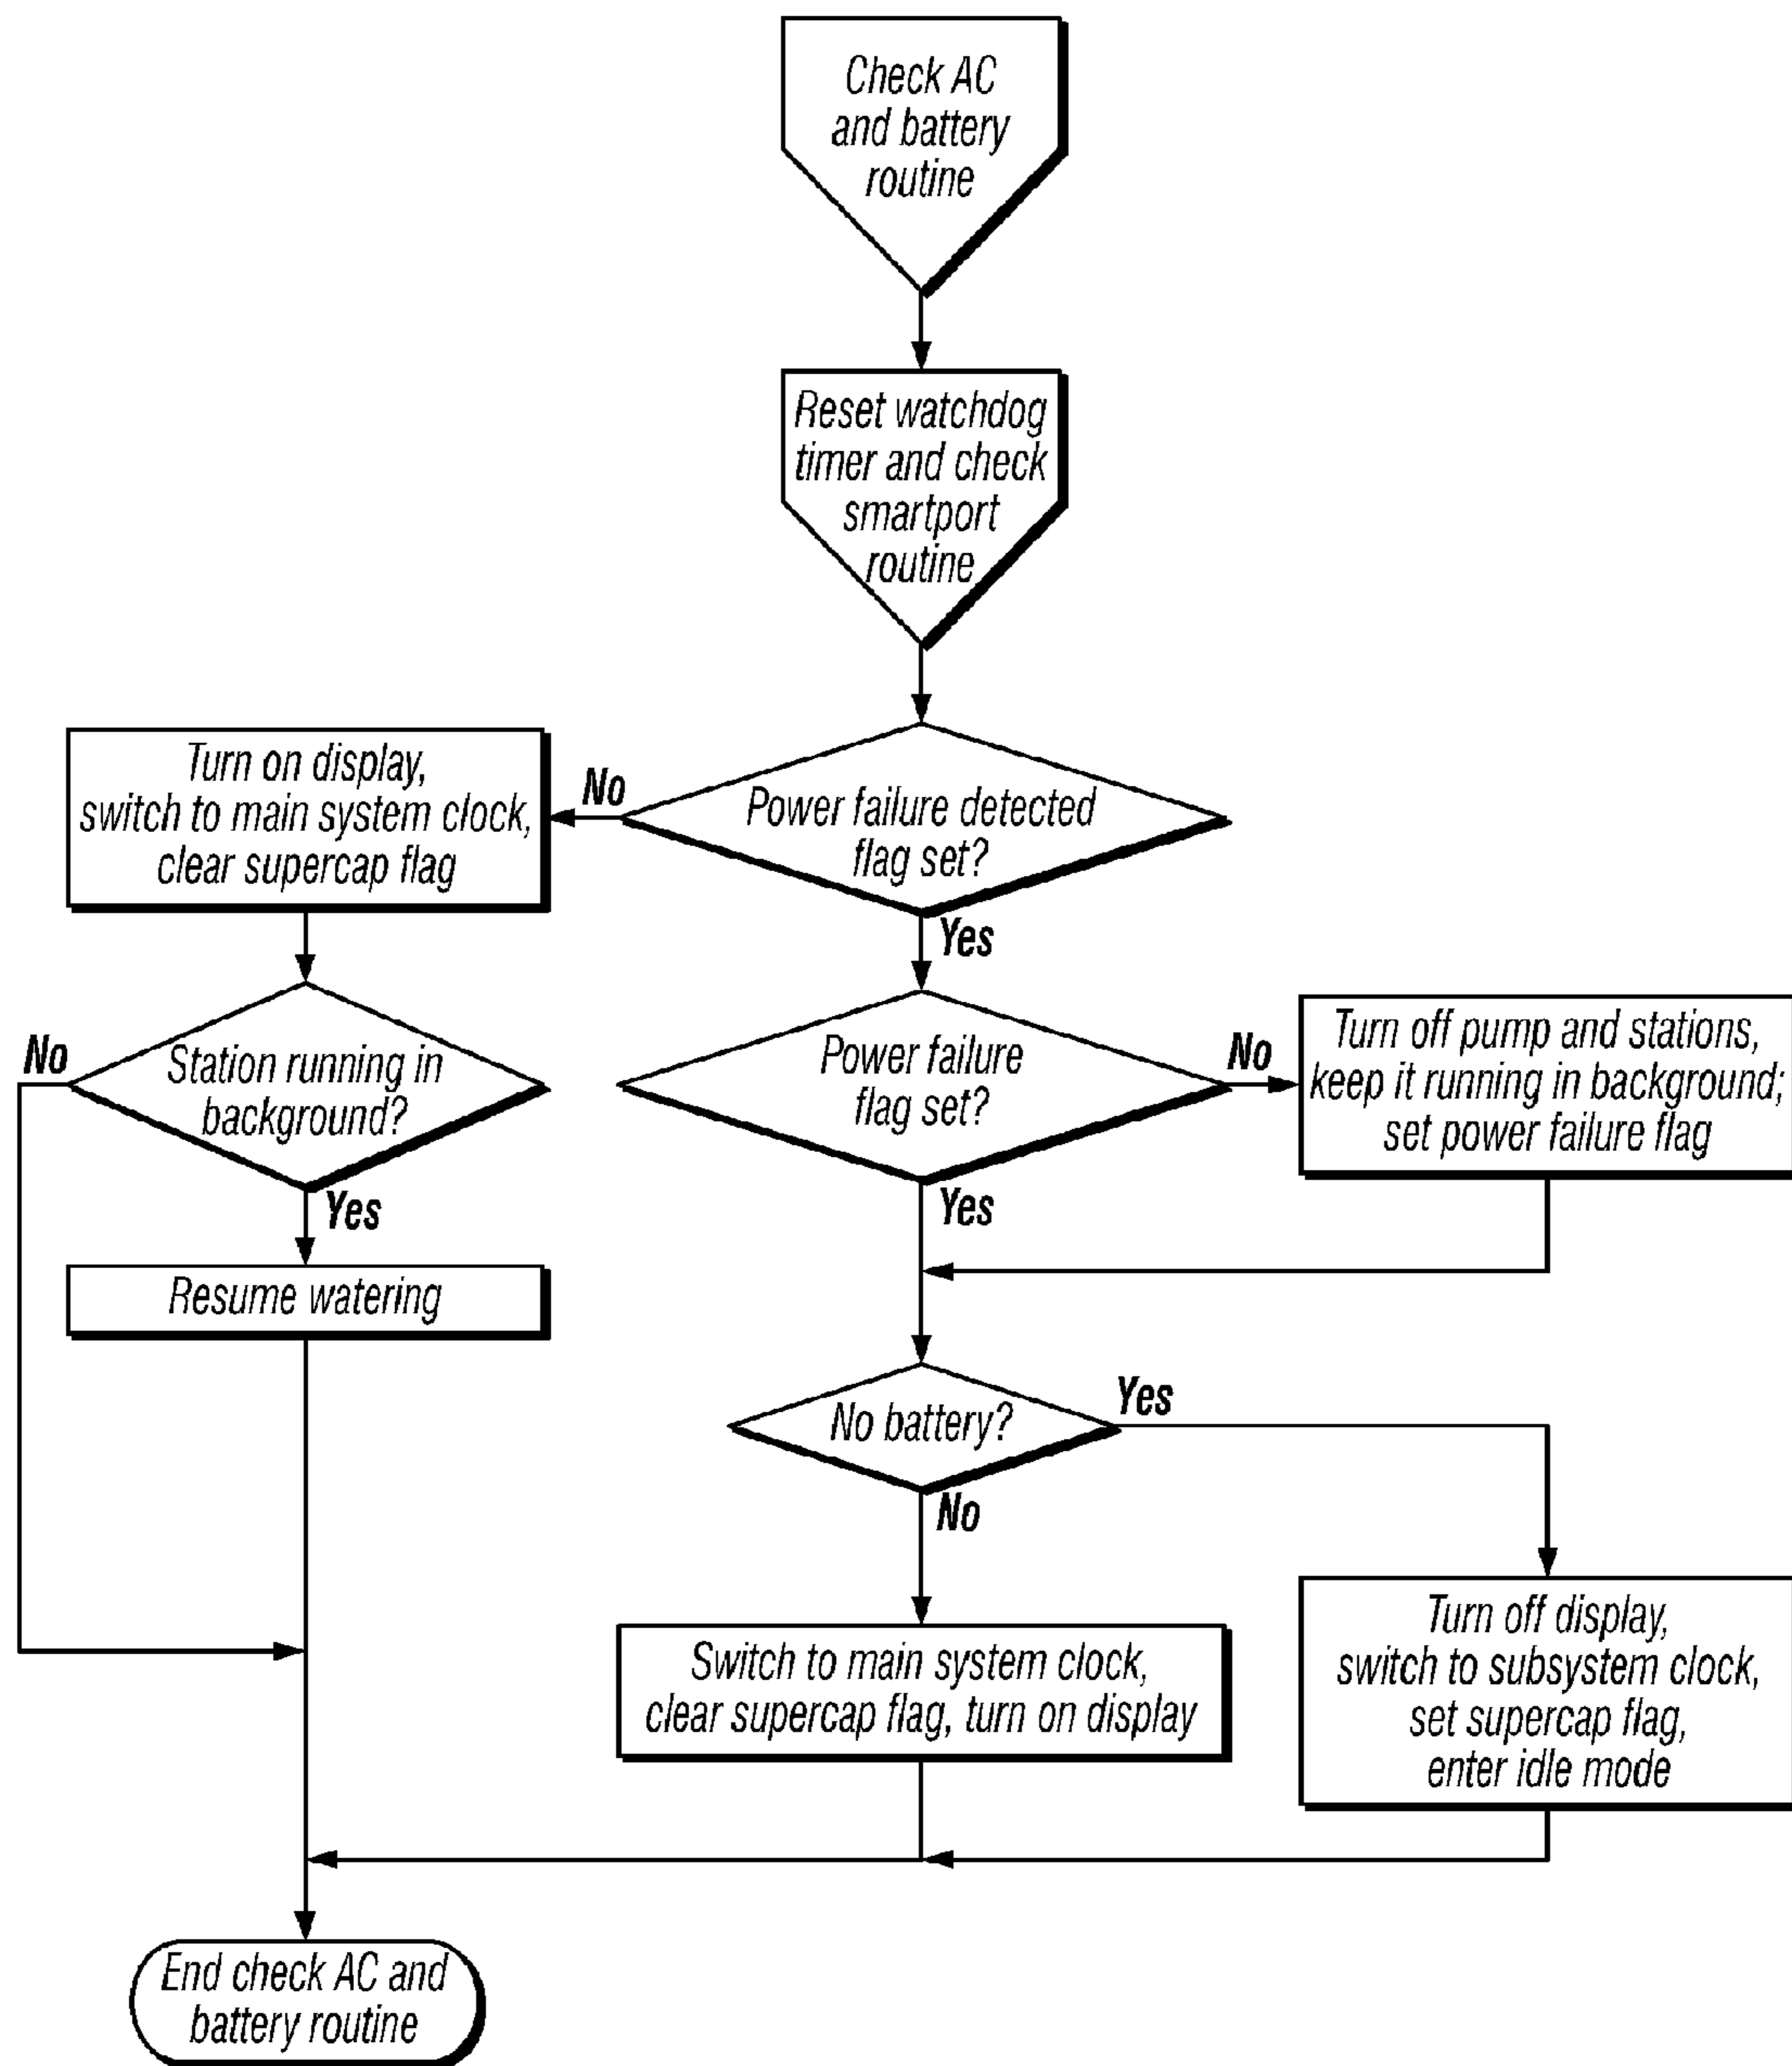 Check AC
and battery
routine
Reset watchdog
timer and check
smartport
routine
Power failure detected
flag set?
No
Yes
Turn on display,
switch to main system clock,
clear supercap flag
Station running in
background?
No
Yes
Resume watering
Power failure
flag set?
No
Yes
Turn off pump and stations,
keep it running in background;
set power failure flag
No battery?
Yes
No
Switch to main system clock,
clear supercap flag, turn on display
Turn off display,
switch to subsystem clock,
set supercap flag,
enter idle mode
End check AC and
battery routine